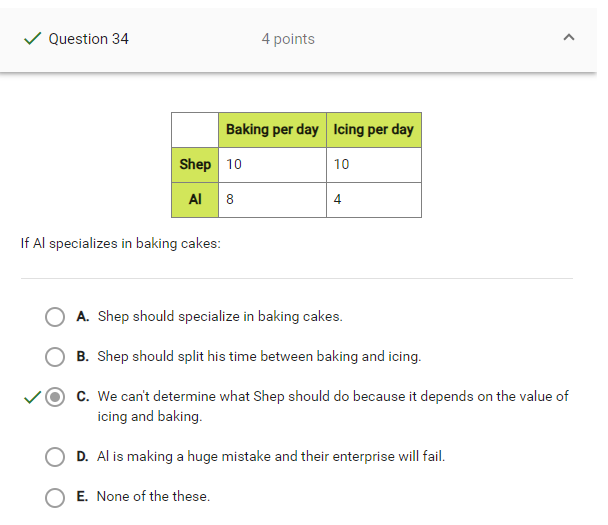 Question 34 4 points
Baking per day Icing per day
Shep 10 10
Al 8 4
If Al specializes in baking cakes:
A. Shep should specialize in baking cakes.
B. Shep should split his time between baking and icing.
C. We can't determine what Shep should do because it depends on the value of
icing and baking.
D. Al is making a huge mistake and their enterprise will fail.
E. None of the these.